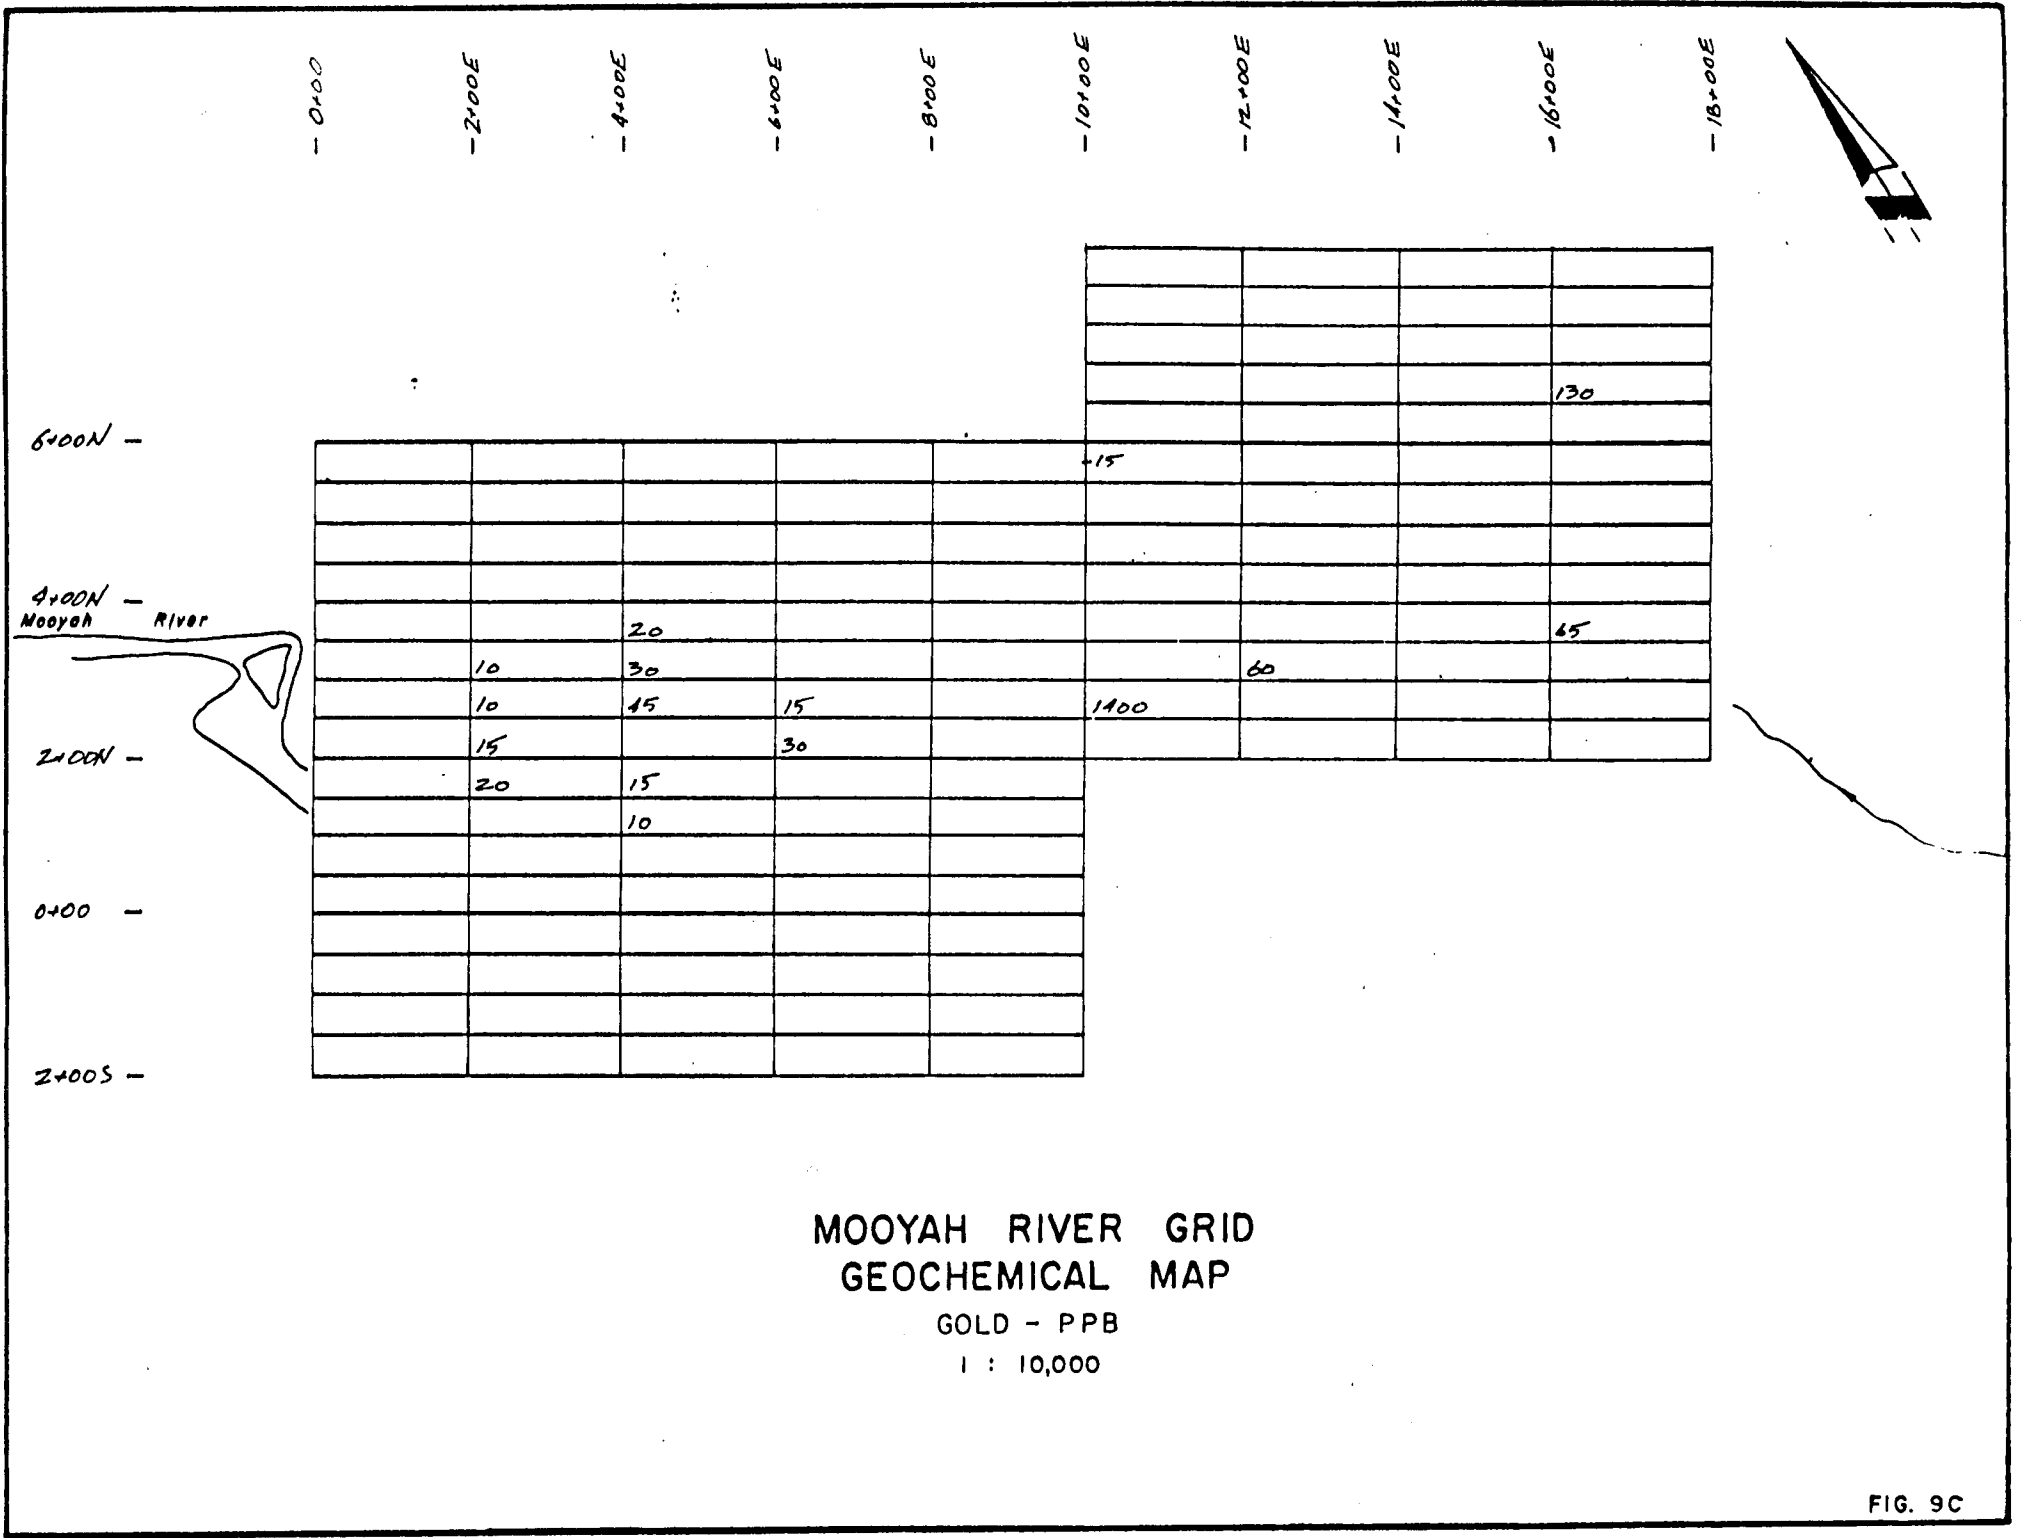 0+00 2+00E 4+00E 6+00E 8+00E 10+00E 12+00E 14+00E 16+00E 18+00E
130
6+00N
15
4+00N
Mooyah River
20 65
10 30 60
10 45 15 1400
15 30
2+00N
20 15
10
0+00
2+00S
MOOYAH RIVER GRID
GEOCHEMICAL MAP
GOLD - PPB
1 : 10,000
FIG. 9C